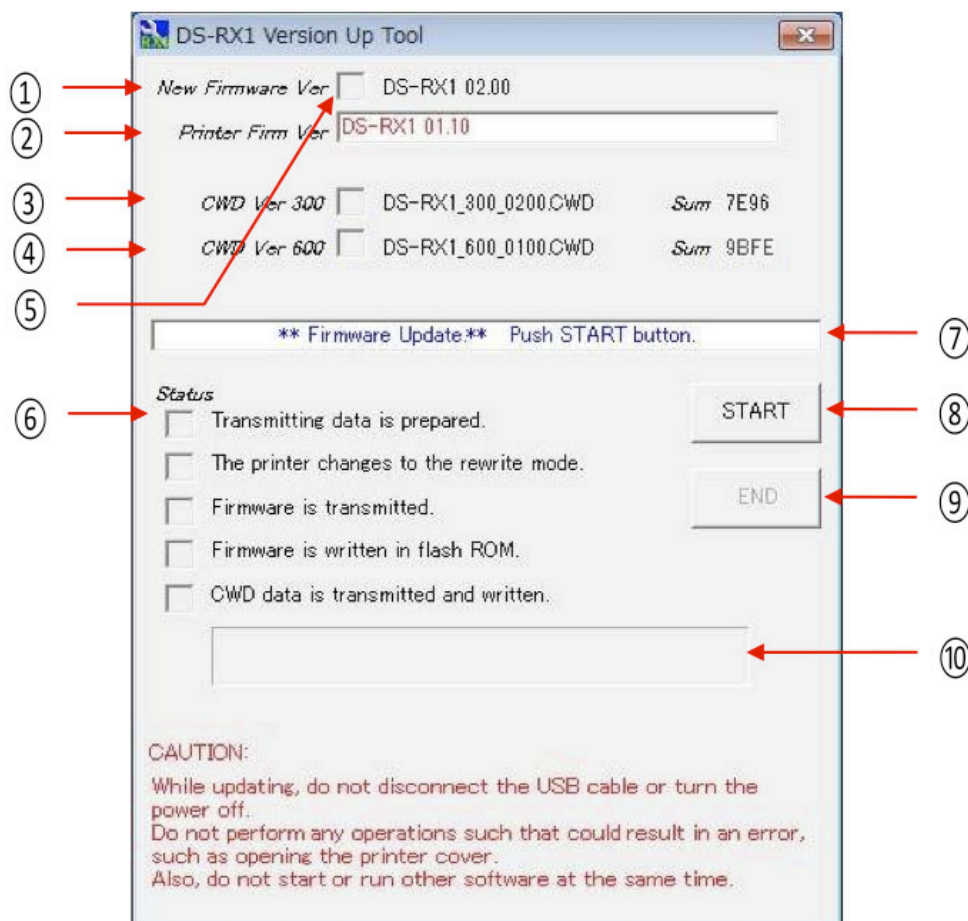 DS-RX1 Version Up Tool
① New Firmware Ver DS-RX1 02.00
② Printer Firm Ver DS-RX1 01.10
③ CWD Ver 300 DS-RX1_300_0200.CWD Sum 7E96
④ CWD Ver 600 DS-RX1_600_0100.CWD Sum 9BFE
⑤
** Firmware Update.** Push START button. ⑦
Status
⑥ Transmitting data is prepared. START ⑧
The printer changes to the rewrite mode.
Firmware is transmitted. END ⑨
Firmware is written in flash ROM.
CWD data is transmitted and written.
⑩
CAUTION:
While updating, do not disconnect the USB cable or turn the
power off.
Do not perform any operations such that could result in an error,
such as opening the printer cover.
Also, do not start or run other software at the same time.